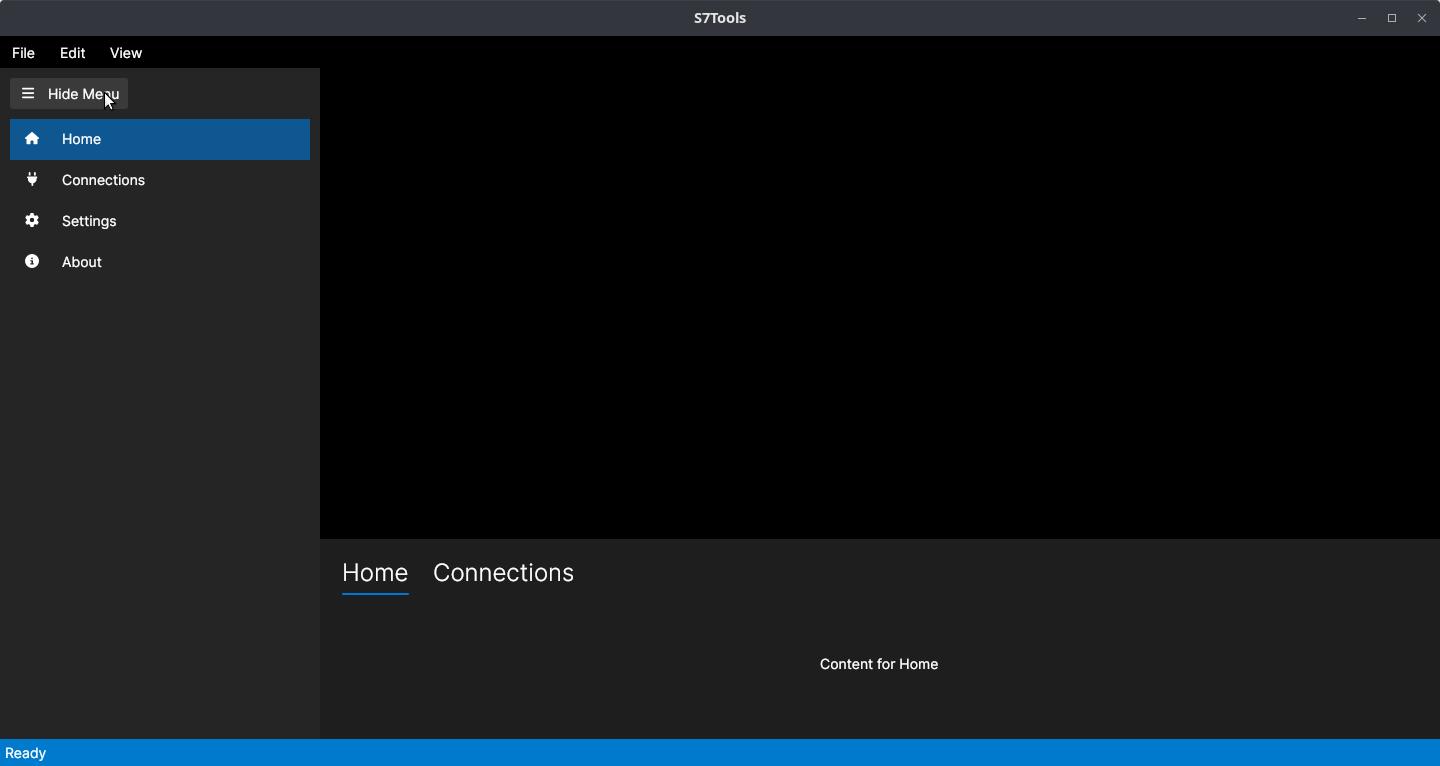 S7Tools
File Edit View
Hide Menu
Home
Connections
Settings
About
Home Connections
Content for Home
Ready